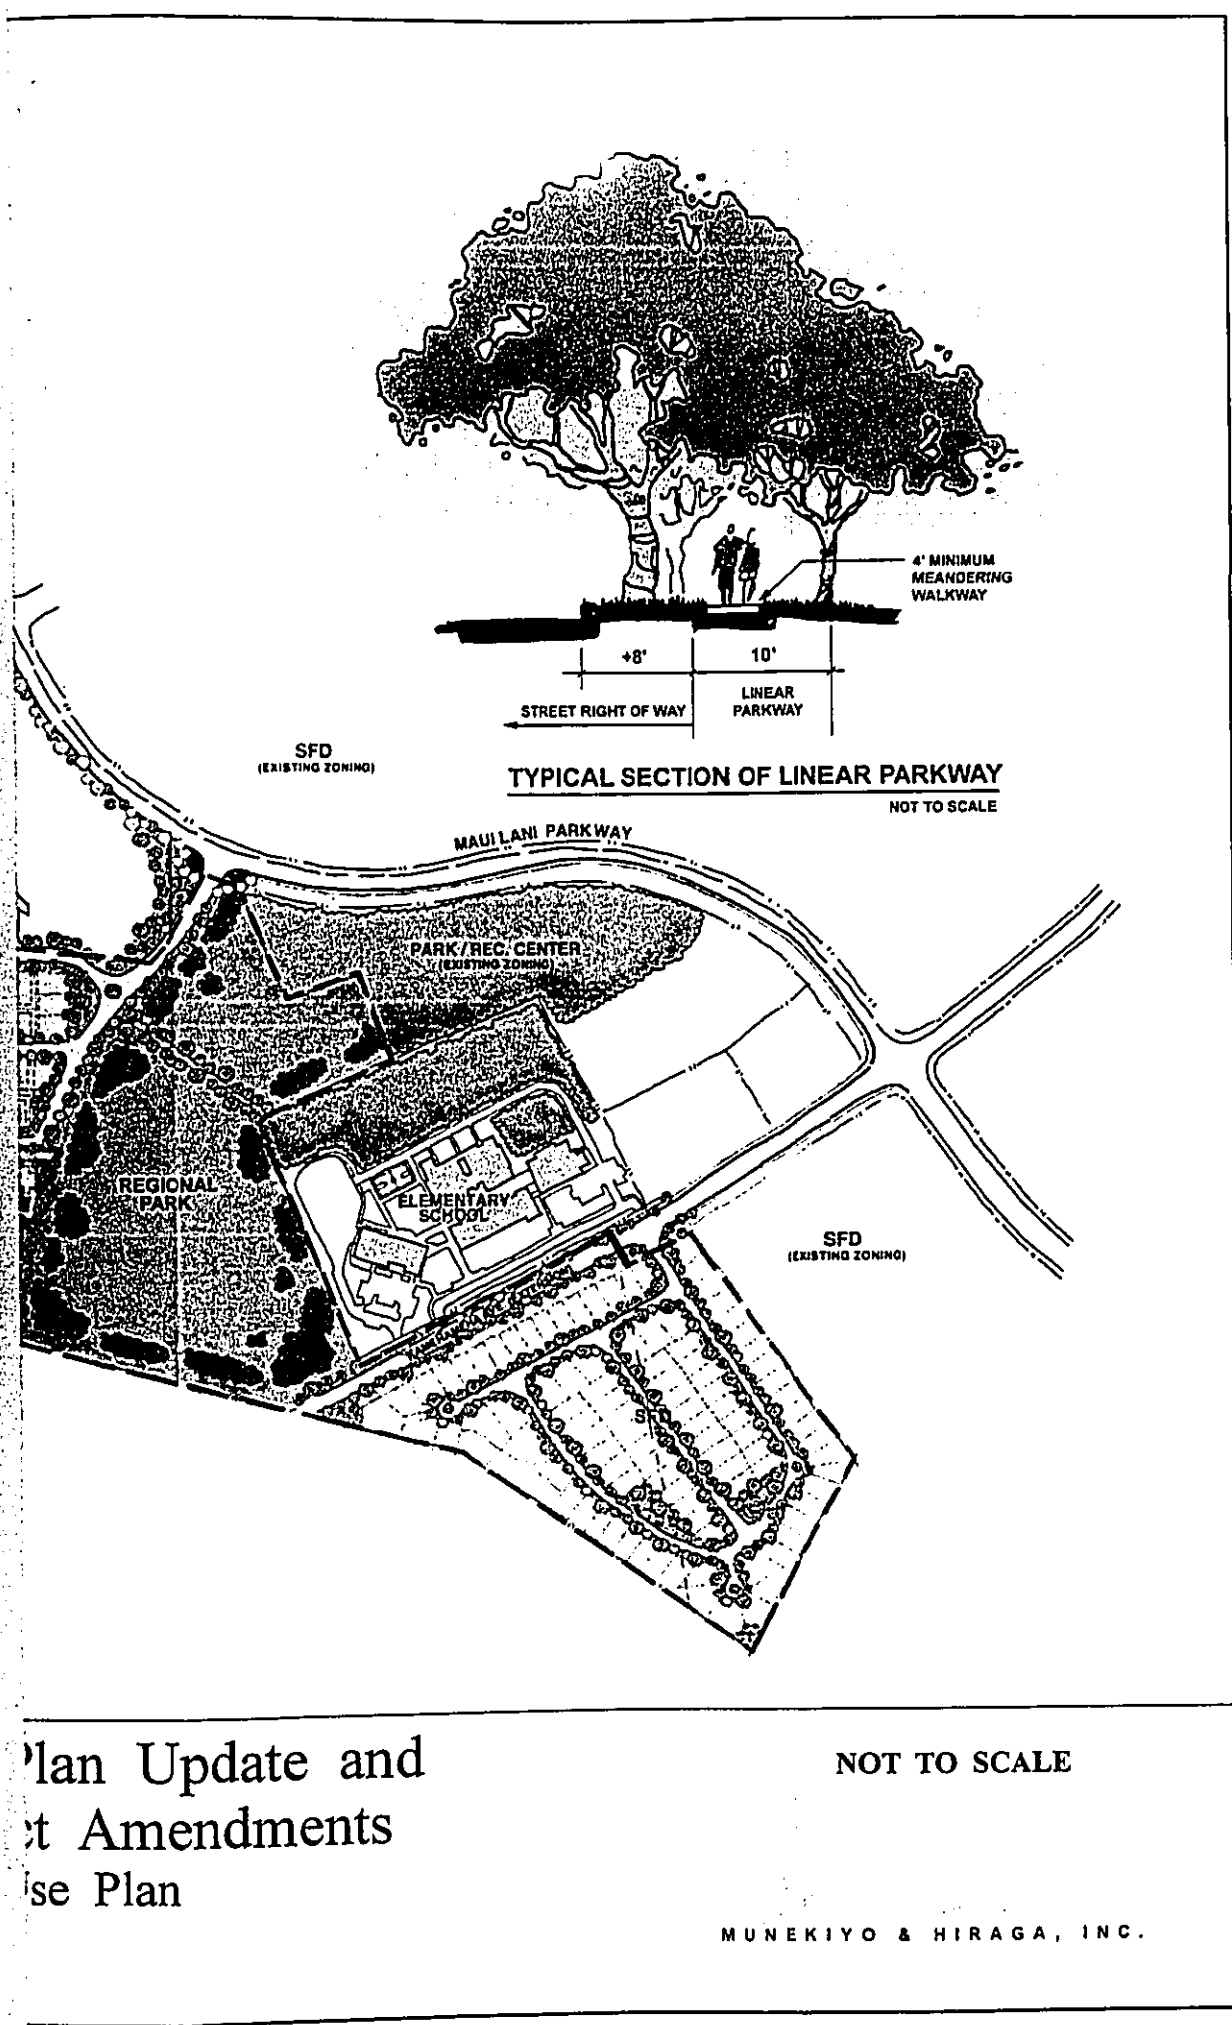 4' MINIMUM
MEANDERING
WALKWAY
+8'
10'
LINEAR
PARKWAY
STREET RIGHT OF WAY
TYPICAL SECTION OF LINEAR PARKWAY
NOT TO SCALE
SFD
(EXISTING ZONING)
MAUI LANI PARKWAY
PARK/REC. CENTER
(EXISTING ZONING)
REGIONAL
PARK
ELEMENTARY
SCHOOL
SFD
(EXISTING ZONING)
SFD
lan Update and
t Amendments
se Plan
NOT TO SCALE
MUNEKIYO & HIRAGA, INC.